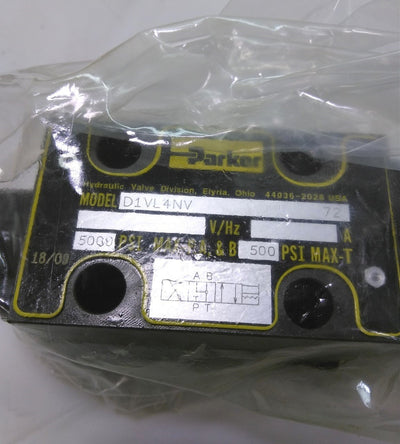 Parker
Hydraulic Valve Division, Elyria, Ohio 44035-2028 USA
MODEL D1VL4NV 72
V/Hz A
5000 PSI MAX-P,A & B 500 PSI MAX-T
18/00
A B
P T